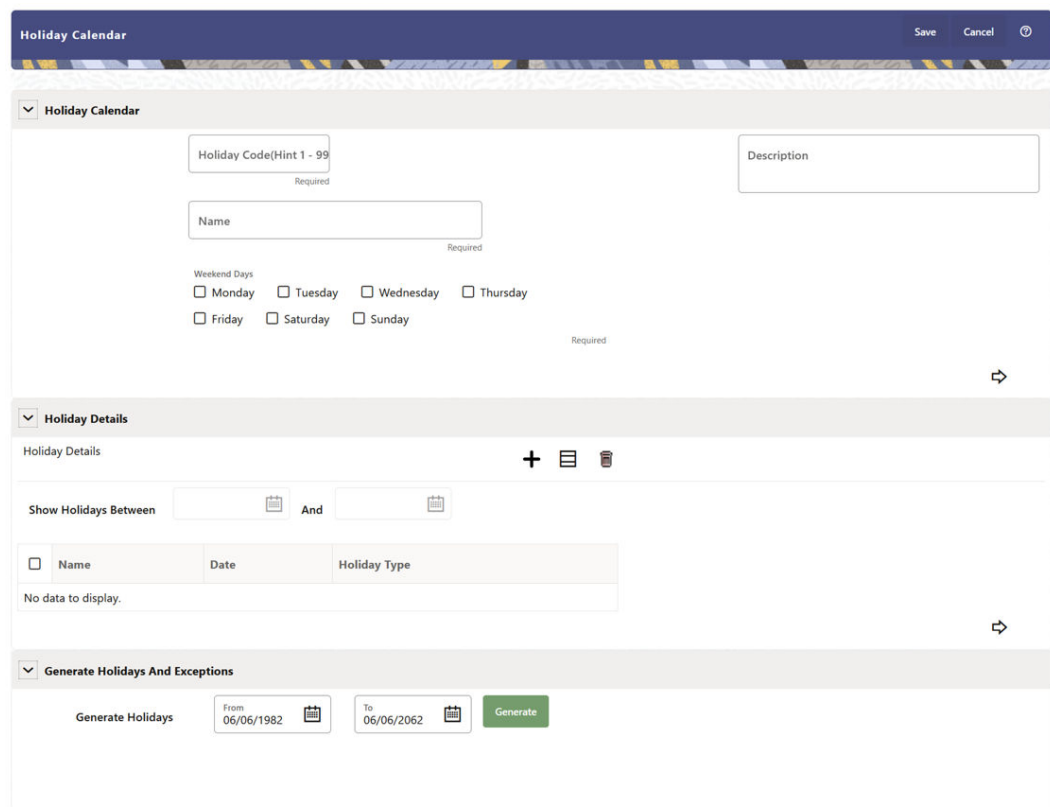 Holiday Calendar
Save Cancel
Holiday Calendar
Holiday Code(Hint 1 - 99
Description
Required
Name
Required
Weekend Days
Monday Tuesday Wednesday Thursday
Friday Saturday Sunday
Required
Holiday Details
Holiday Details
Show Holidays Between And
Name Date Holiday Type
No data to display.
Generate Holidays And Exceptions
Generate Holidays
From
06/06/1982
To
06/06/2062
Generate